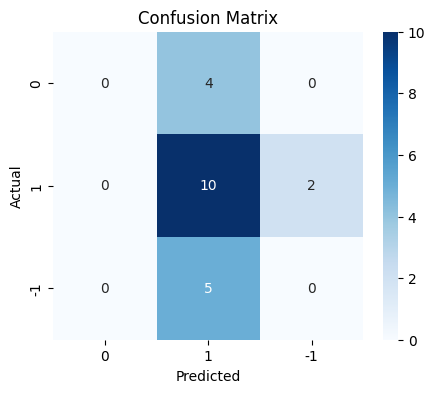 Confusion Matrix
10
0 0 4 0
8
6
Actual 1 0 10 2
4
2
-1 0 5 0
0
0 1 -1
Predicted